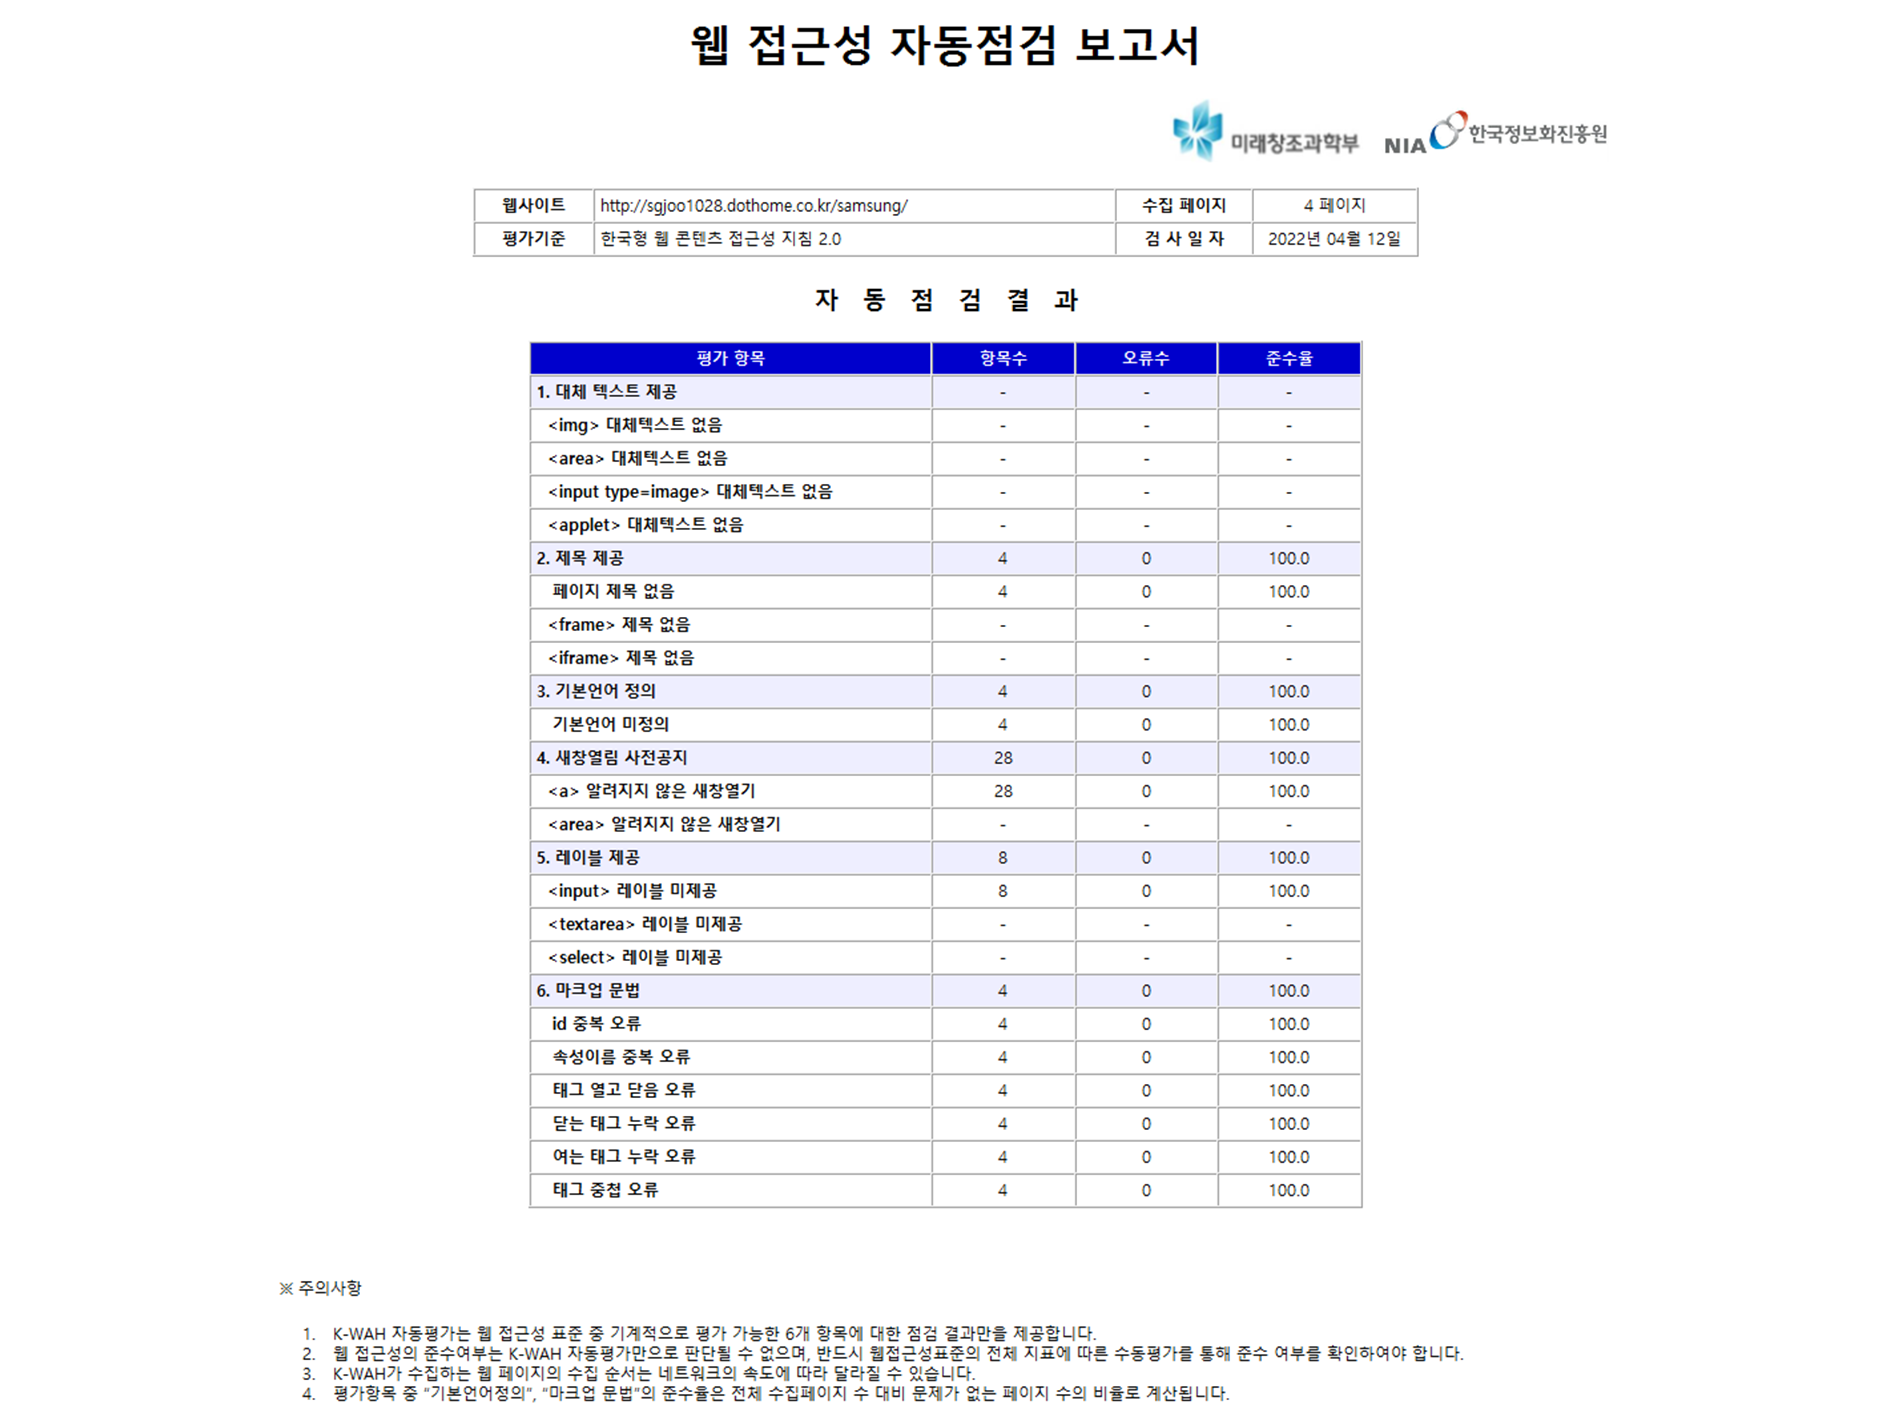 웹 접근성 자동점검 보고서
미래창조과학부 NIA 한국정보화진흥원
웹사이트 http://sgjoo1028.dothome.co.kr/samsung/ 수집 페이지 4 페이지
평가기준 한국형 웹 콘텐츠 접근성 지침 2.0 검 사 일 자 2022년 04월 12일
자 동 점 검 결 과
평가 항목 항목수 오류수 준수율
1. 대체 텍스트 제공 - - -
<img> 대체텍스트 없음 - - -
<area> 대체텍스트 없음 - - -
<input type=image> 대체텍스트 없음 - - -
<applet> 대체텍스트 없음 - - -
2. 제목 제공 4 0 100.0
페이지 제목 없음 4 0 100.0
<frame> 제목 없음 - - -
<iframe> 제목 없음 - - -
3. 기본언어 정의 4 0 100.0
기본언어 미정의 4 0 100.0
4. 새창열림 사전공지 28 0 100.0
<a> 알려지지 않은 새창열기 28 0 100.0
<area> 알려지지 않은 새창열기 - - -
5. 레이블 제공 8 0 100.0
<input> 레이블 미제공 8 0 100.0
<textarea> 레이블 미제공 - - -
<select> 레이블 미제공 - - -
6. 마크업 문법 4 0 100.0
id 중복 오류 4 0 100.0
속성이름 중복 오류 4 0 100.0
태그 열고 닫음 오류 4 0 100.0
닫는 태그 누락 오류 4 0 100.0
여는 태그 누락 오류 4 0 100.0
태그 중첩 오류 4 0 100.0
※ 주의사항
1. K-WAH 자동평가는 웹 접근성 표준 중 기계적으로 평가 가능한 6개 항목에 대한 점검 결과만을 제공합니다.
2. 웹 접근성의 준수여부는 K-WAH 자동평가만으로 판단될 수 없으며, 반드시 웹접근성표준의 전체 지표에 따른 수동평가를 통해 준수 여부를 확인하여야 합니다.
3. K-WAH가 수집하는 웹 페이지의 수집 순서는 네트워크의 속도에 따라 달라질 수 있습니다.
4. 평가항목 중 "기본언어정의", "마크업 문법"의 준수율은 전체 수집페이지 수 대비 문제가 없는 페이지 수의 비율로 계산됩니다.